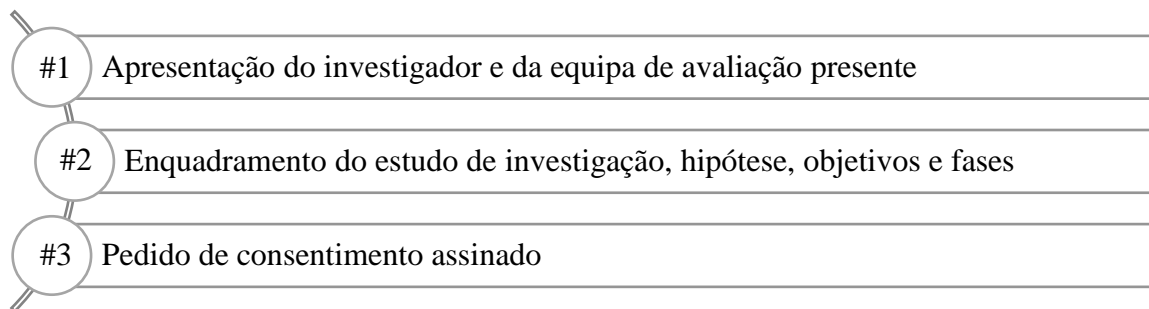 #1 Apresentação do investigador e da equipa de avaliação presente
#2 Enquadramento do estudo de investigação, hipótese, objetivos e fases
#3 Pedido de consentimento assinado